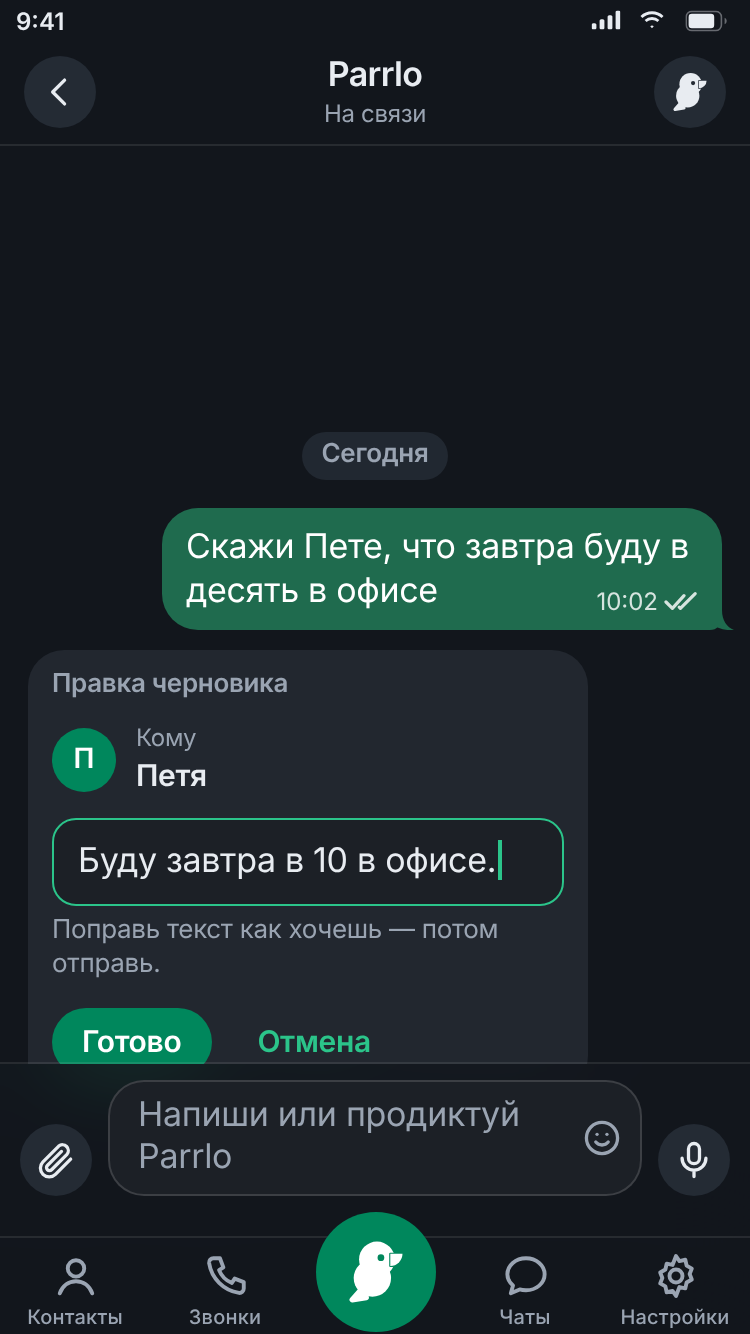 9:41
Parrlo
На связи
Сегодня
Скажи Пете, что завтра буду в
десять в офисе
10:02
Правка черновика
П
Кому
Петя
Буду завтра в 10 в офисе.
Поправь текст как хочешь — потом
отправь.
Готово
Отмена
Напиши или продиктуй
Parrlo
Контакты
Звонки
Чаты
Настройки